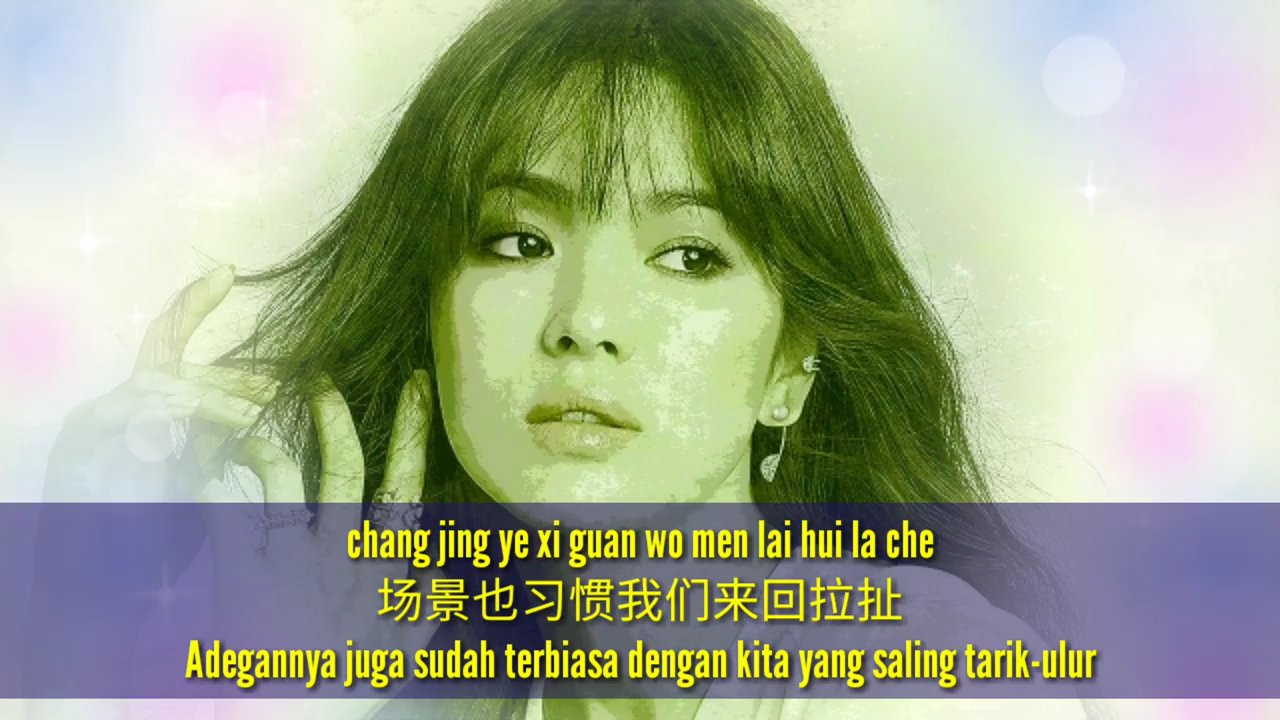 chang jing ye xi guan wo men lai hui la che
场景也习惯我们来回拉扯
Adegannya juga sudah terbiasa dengan kita yang saling tarik-ulur